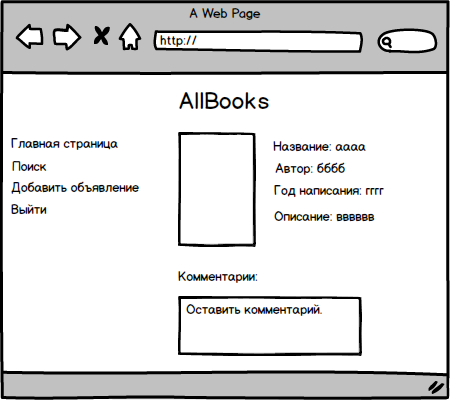 A Web Page
http://
AllBooks
Главная страница
Поиск
Добавить объявление
Выйти
Название: аааа
Автор: бббб
Год написания: гггг
Описание: вввввв
Комментарии:
Оставить комментарий.